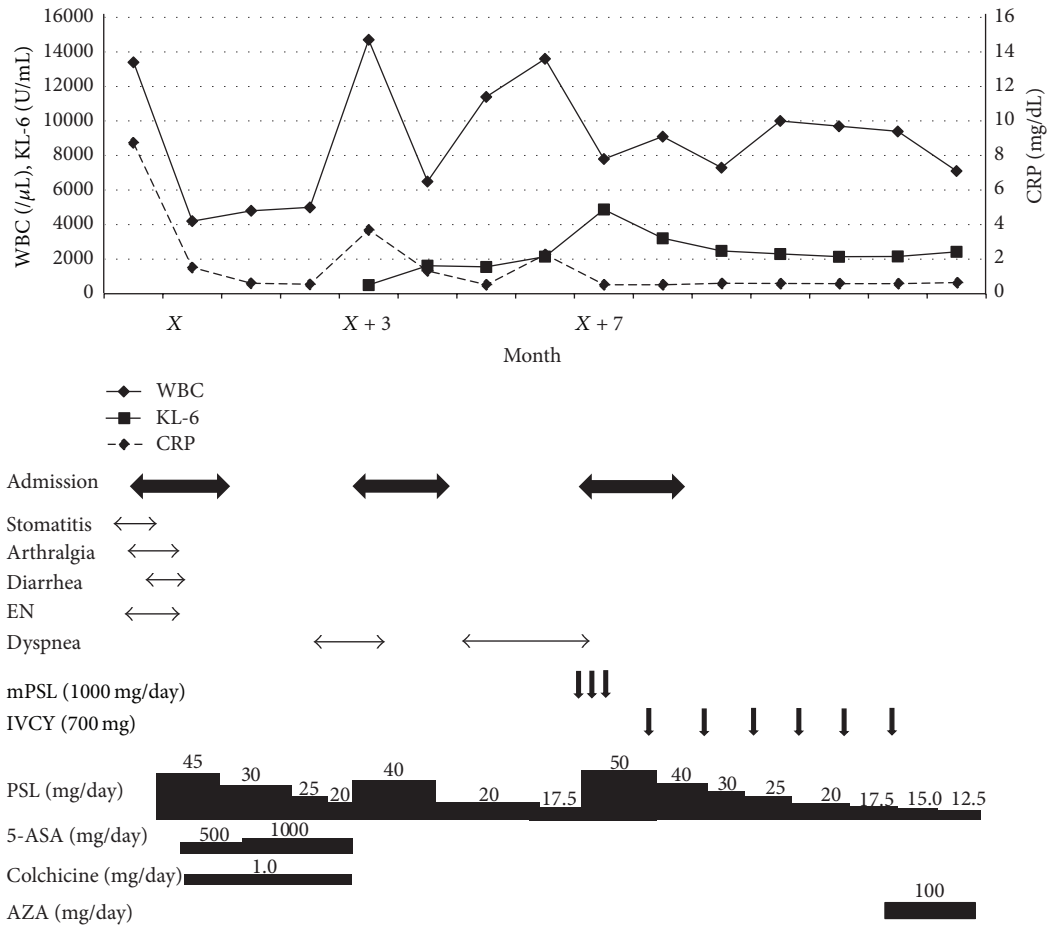 WBC (/μL), KL-6 (U/mL)
16000
14000
12000
10000
8000
6000
4000
2000
0
16
14
12
10
8
6
4
2
0
CRP (mg/dL)
X X + 3 X + 7
Month
WBC
KL-6
CRP
Admission
Stomatitis
Arthralgia
Diarrhea
EN
Dyspnea
mPSL (1000 mg/day)
IVCY (700 mg)
PSL (mg/day) 45 30 25 20 40 20 17.5 50 40 30 25 20 17.5 15.0 12.5
5-ASA (mg/day) 500 1000
Colchicine (mg/day) 1.0
AZA (mg/day) 100